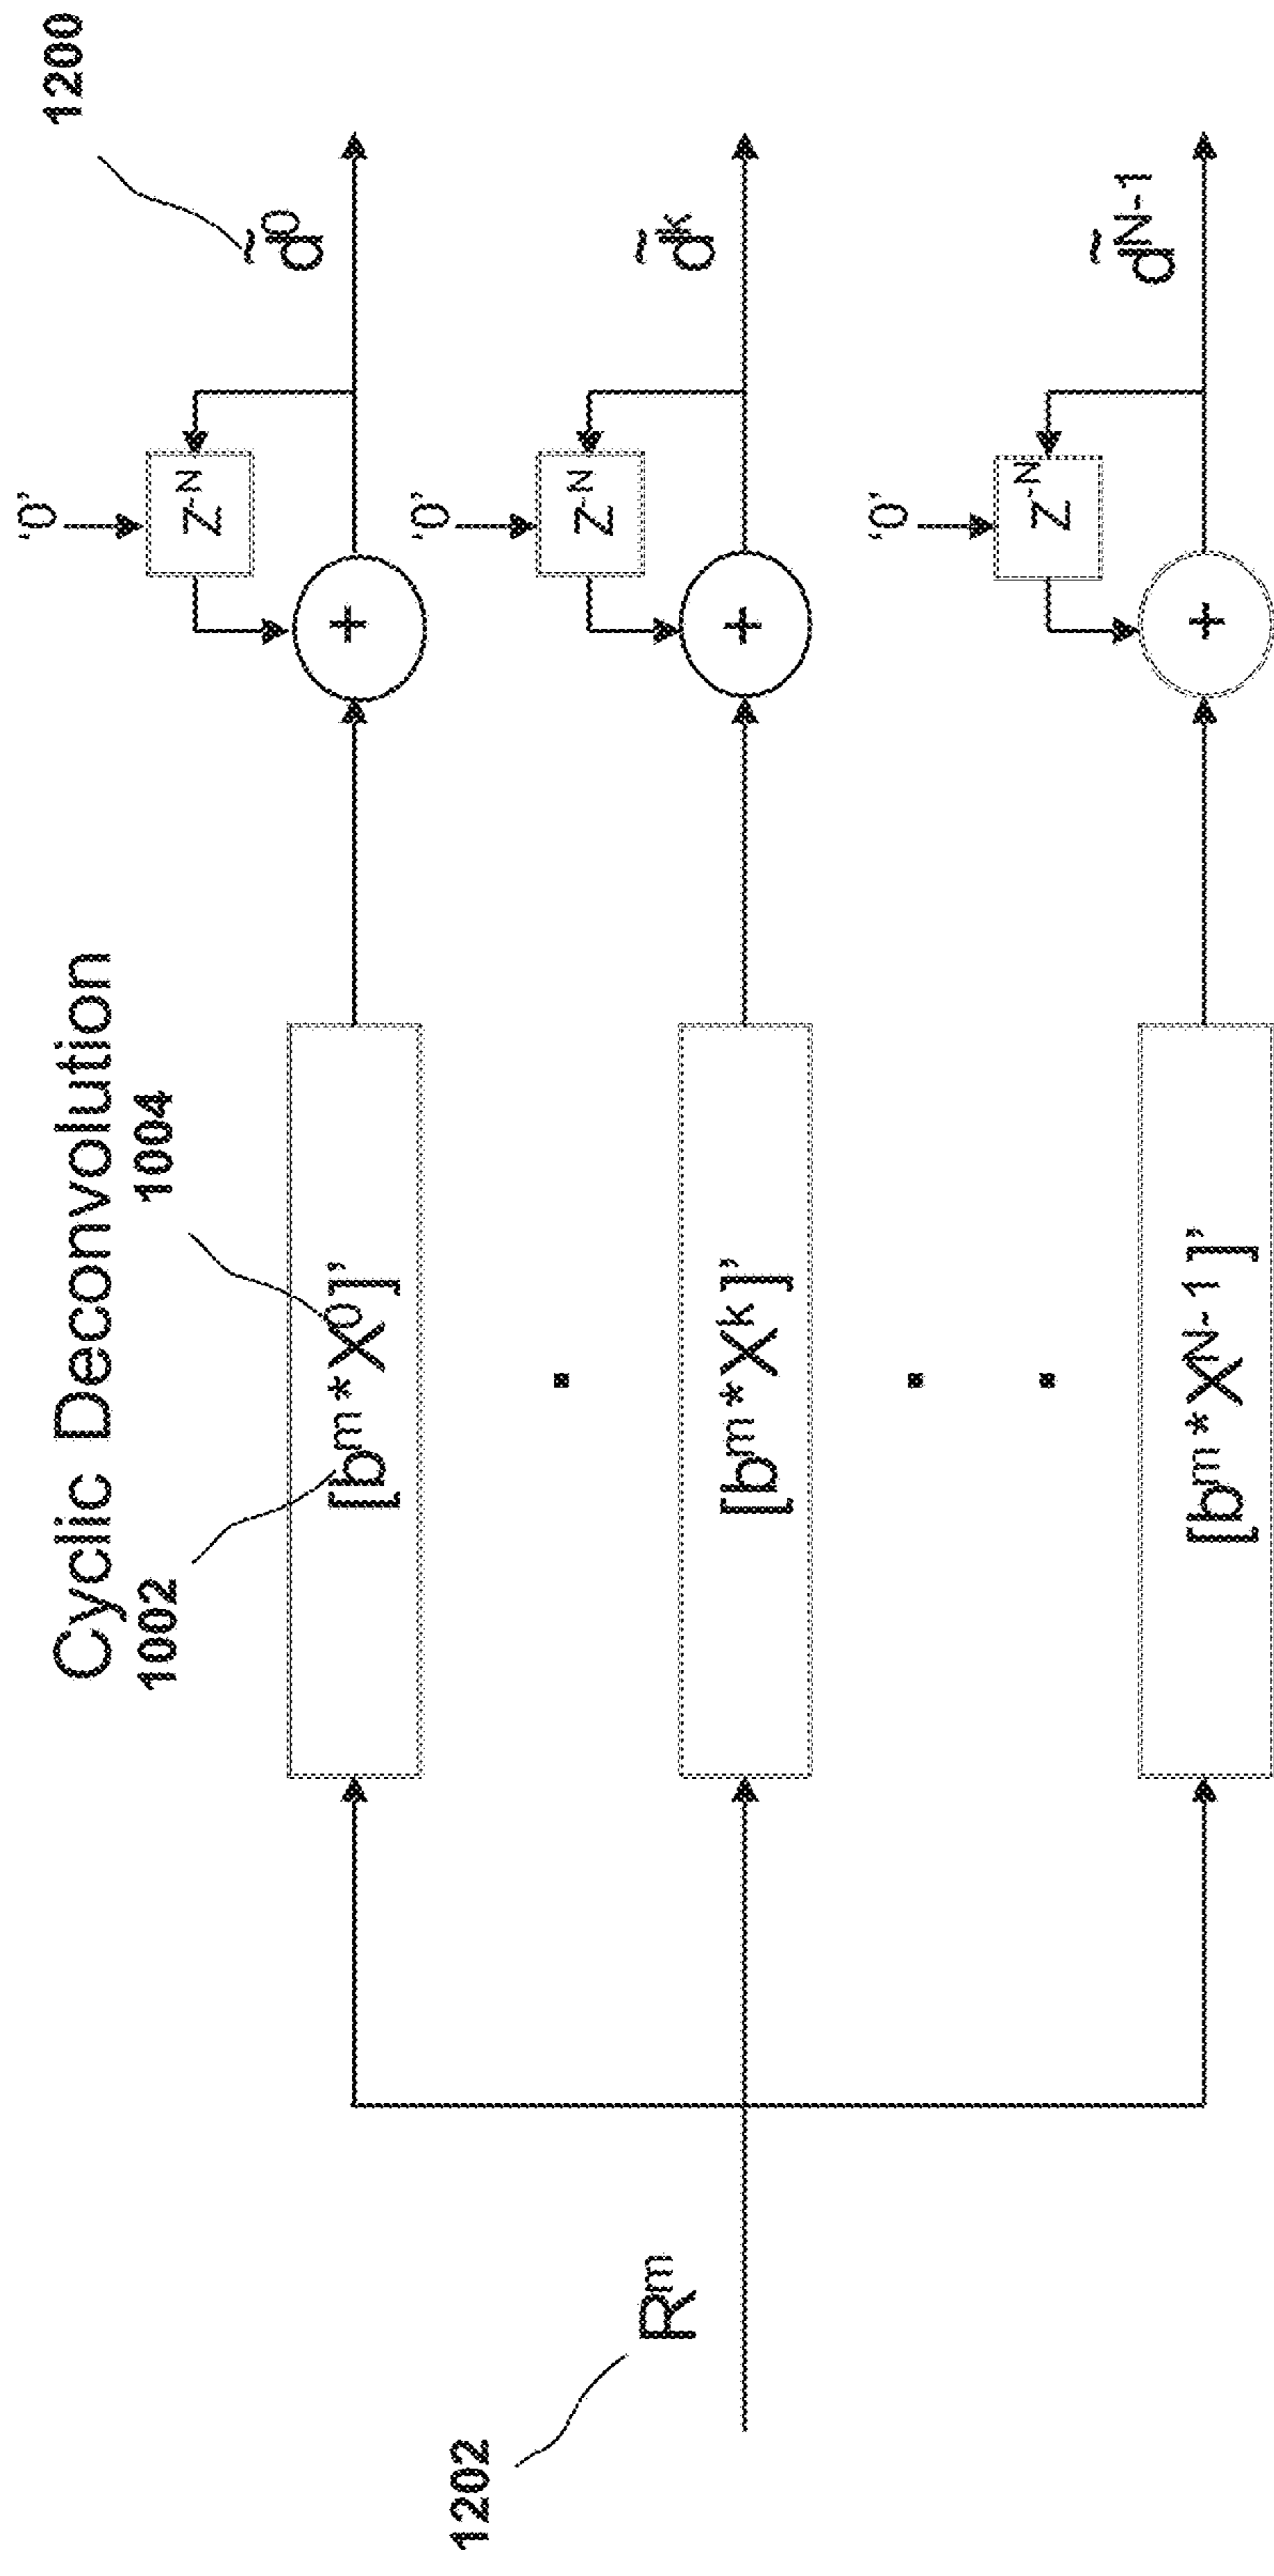 Cyclic Deconvolution
1200
1002
1004
'0'
Z^-N
[b^m * X^0]'
+
d̃^0
'0'
Z^-N
1202
R^m
[b^m * X^k]'
+
d̃^k
'0'
Z^-N
[b^m * X^N-1]'
+
d̃^N-1